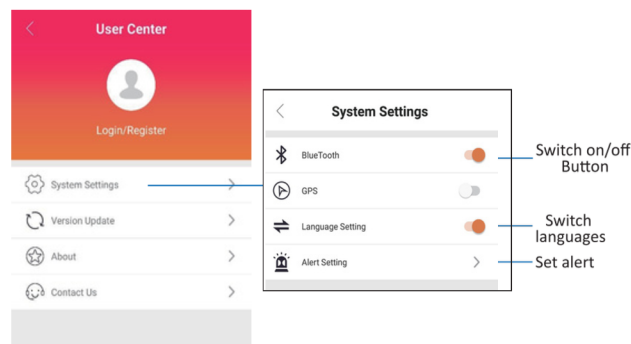 User Center
Login/Register
System Settings
Version Update
About
Contact Us
System Settings
BlueTooth
GPS
Language Setting
Alert Setting
Switch on/off
Button
Switch
languages
Set alert